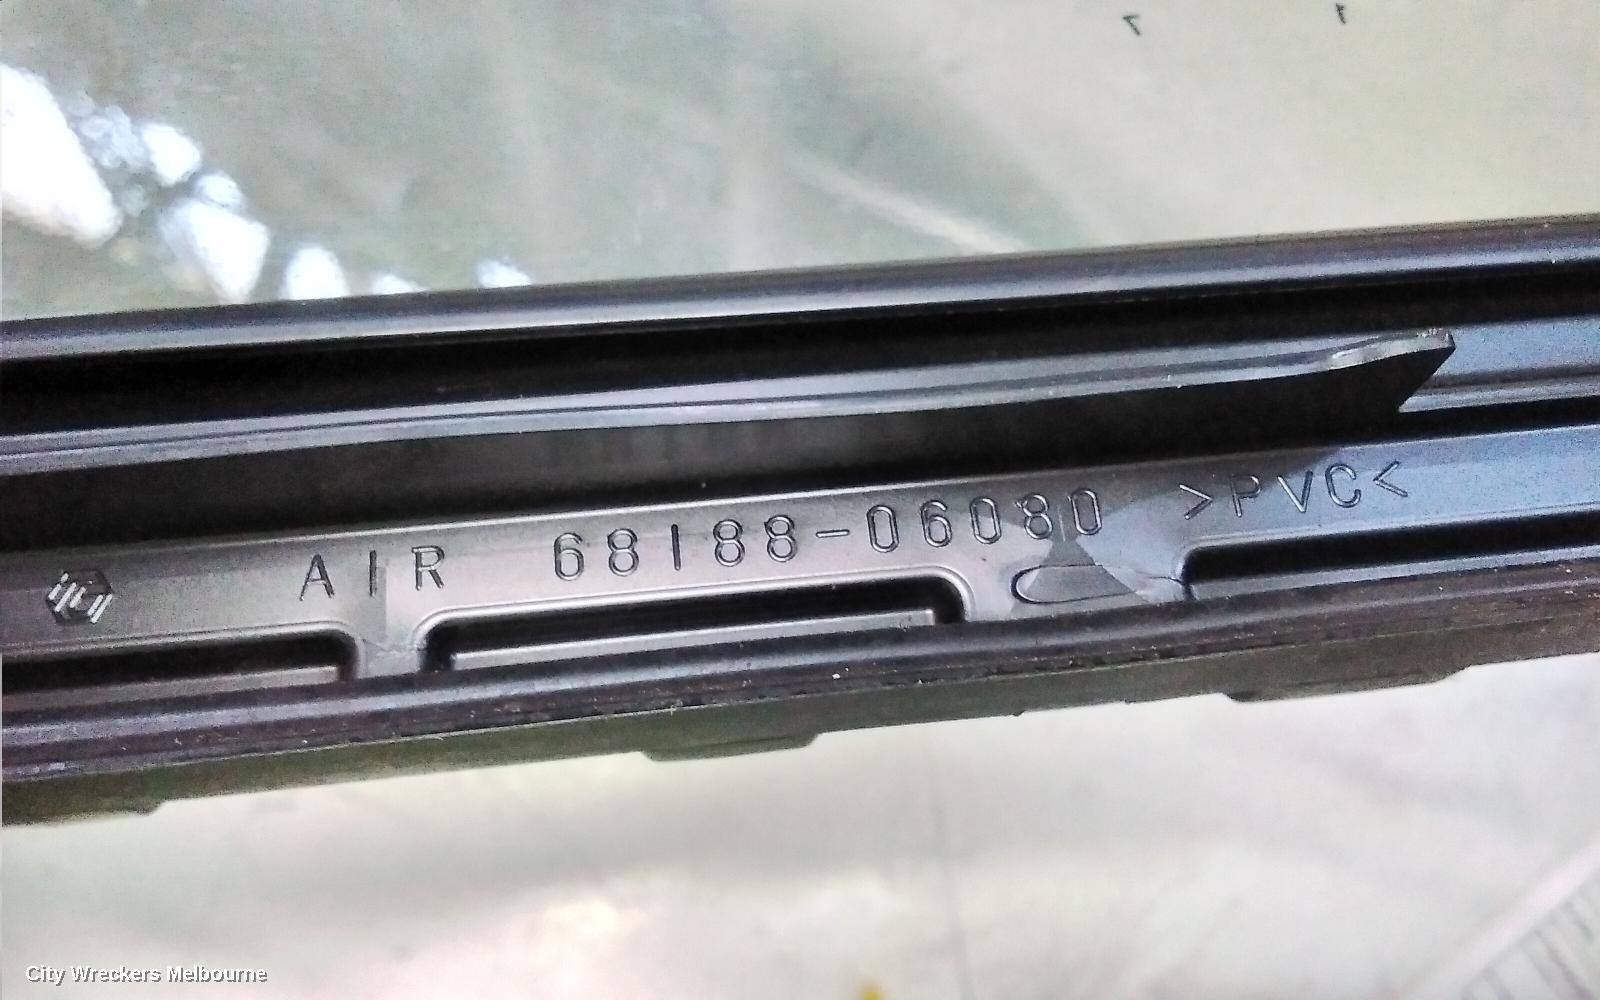 AIR 68188-06080 >PVC<
City Wreckers Melbourne